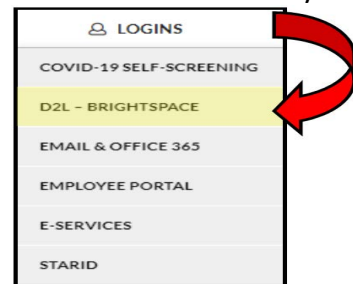 LOGINS
COVID-19 SELF-SCREENING
D2L – BRIGHTSPACE
EMAIL & OFFICE 365
EMPLOYEE PORTAL
E-SERVICES
STARID